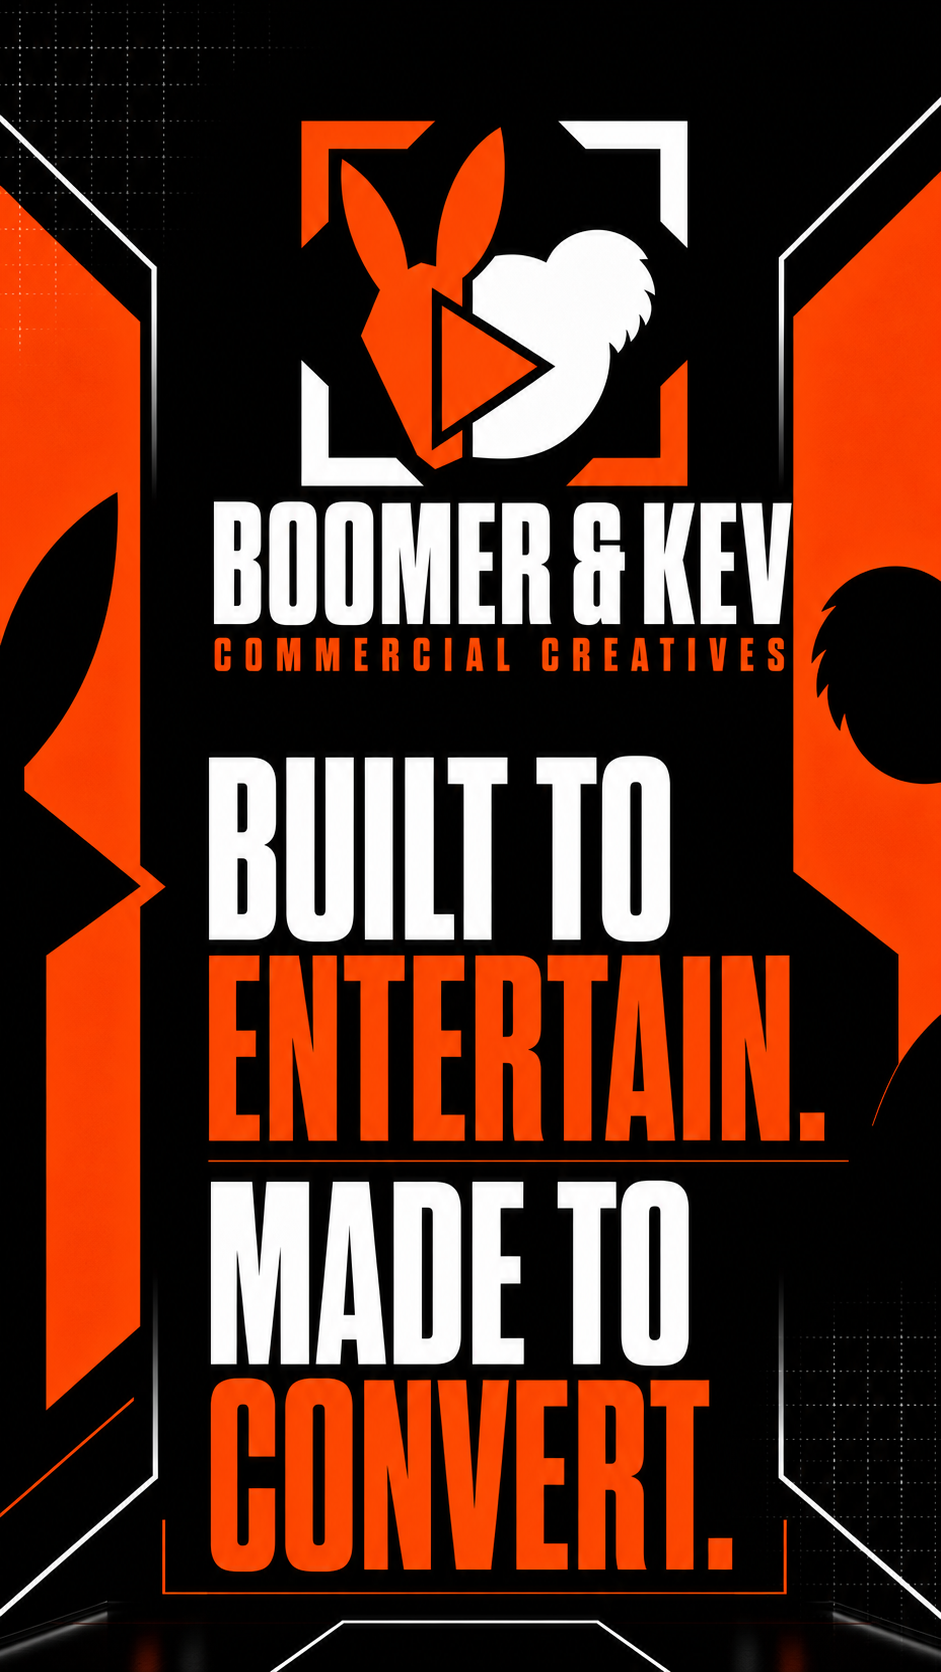 BOOMER & KEV
COMMERCIAL CREATIVES
BUILT TO
ENTERTAIN.
MADE TO
CONVERT.